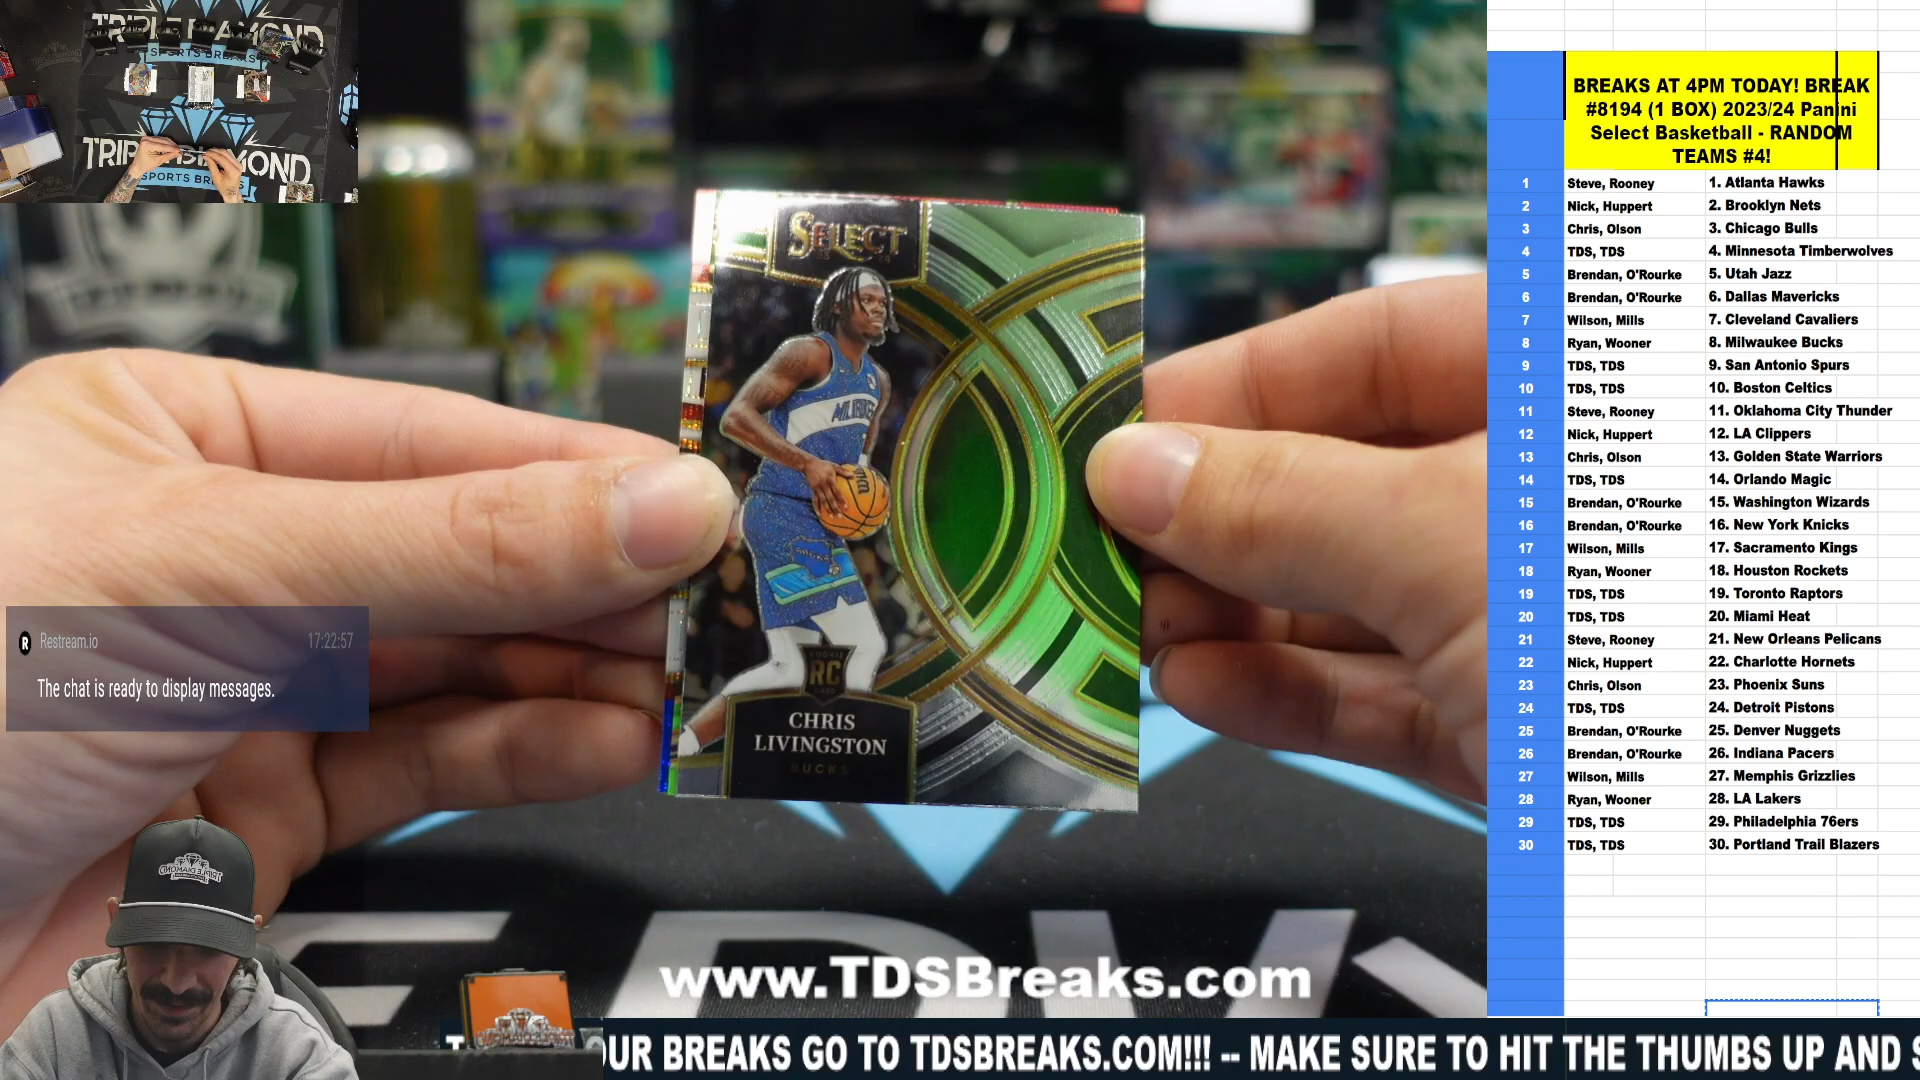 TRIPLE DIAMOND
SPORTS BREAKS
TRIPLE DIAMOND
SPORTS BREAKS
SELECT
RC
CHRIS
LIVINGSTON
BUCKS
Restream.io 17:22:57
The chat is ready to display messages.
www.TDSBreaks.com
OUR BREAKS GO TO TDSBREAKS.COM!!! -- MAKE SURE TO HIT THE THUMBS UP AND S
BREAKS AT 4PM TODAY! BREAK
#8194 (1 BOX) 2023/24 Panini
Select Basketball - RANDOM
TEAMS #4!
1 Steve, Rooney 1. Atlanta Hawks
2 Nick, Huppert 2. Brooklyn Nets
3 Chris, Olson 3. Chicago Bulls
4 TDS, TDS 4. Minnesota Timberwolves
5 Brendan, O'Rourke 5. Utah Jazz
6 Brendan, O'Rourke 6. Dallas Mavericks
7 Wilson, Mills 7. Cleveland Cavaliers
8 Ryan, Wooner 8. Milwaukee Bucks
9 TDS, TDS 9. San Antonio Spurs
10 TDS, TDS 10. Boston Celtics
11 Steve, Rooney 11. Oklahoma City Thunder
12 Nick, Huppert 12. LA Clippers
13 Chris, Olson 13. Golden State Warriors
14 TDS, TDS 14. Orlando Magic
15 Brendan, O'Rourke 15. Washington Wizards
16 Brendan, O'Rourke 16. New York Knicks
17 Wilson, Mills 17. Sacramento Kings
18 Ryan, Wooner 18. Houston Rockets
19 TDS, TDS 19. Toronto Raptors
20 TDS, TDS 20. Miami Heat
21 Steve, Rooney 21. New Orleans Pelicans
22 Nick, Huppert 22. Charlotte Hornets
23 Chris, Olson 23. Phoenix Suns
24 TDS, TDS 24. Detroit Pistons
25 Brendan, O'Rourke 25. Denver Nuggets
26 Brendan, O'Rourke 26. Indiana Pacers
27 Wilson, Mills 27. Memphis Grizzlies
28 Ryan, Wooner 28. LA Lakers
29 TDS, TDS 29. Philadelphia 76ers
30 TDS, TDS 30. Portland Trail Blazers